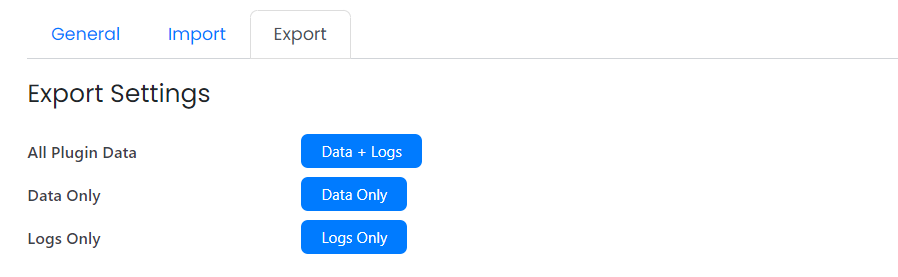 General Import Export
Export Settings
All Plugin Data Data + Logs
Data Only Data Only
Logs Only Logs Only